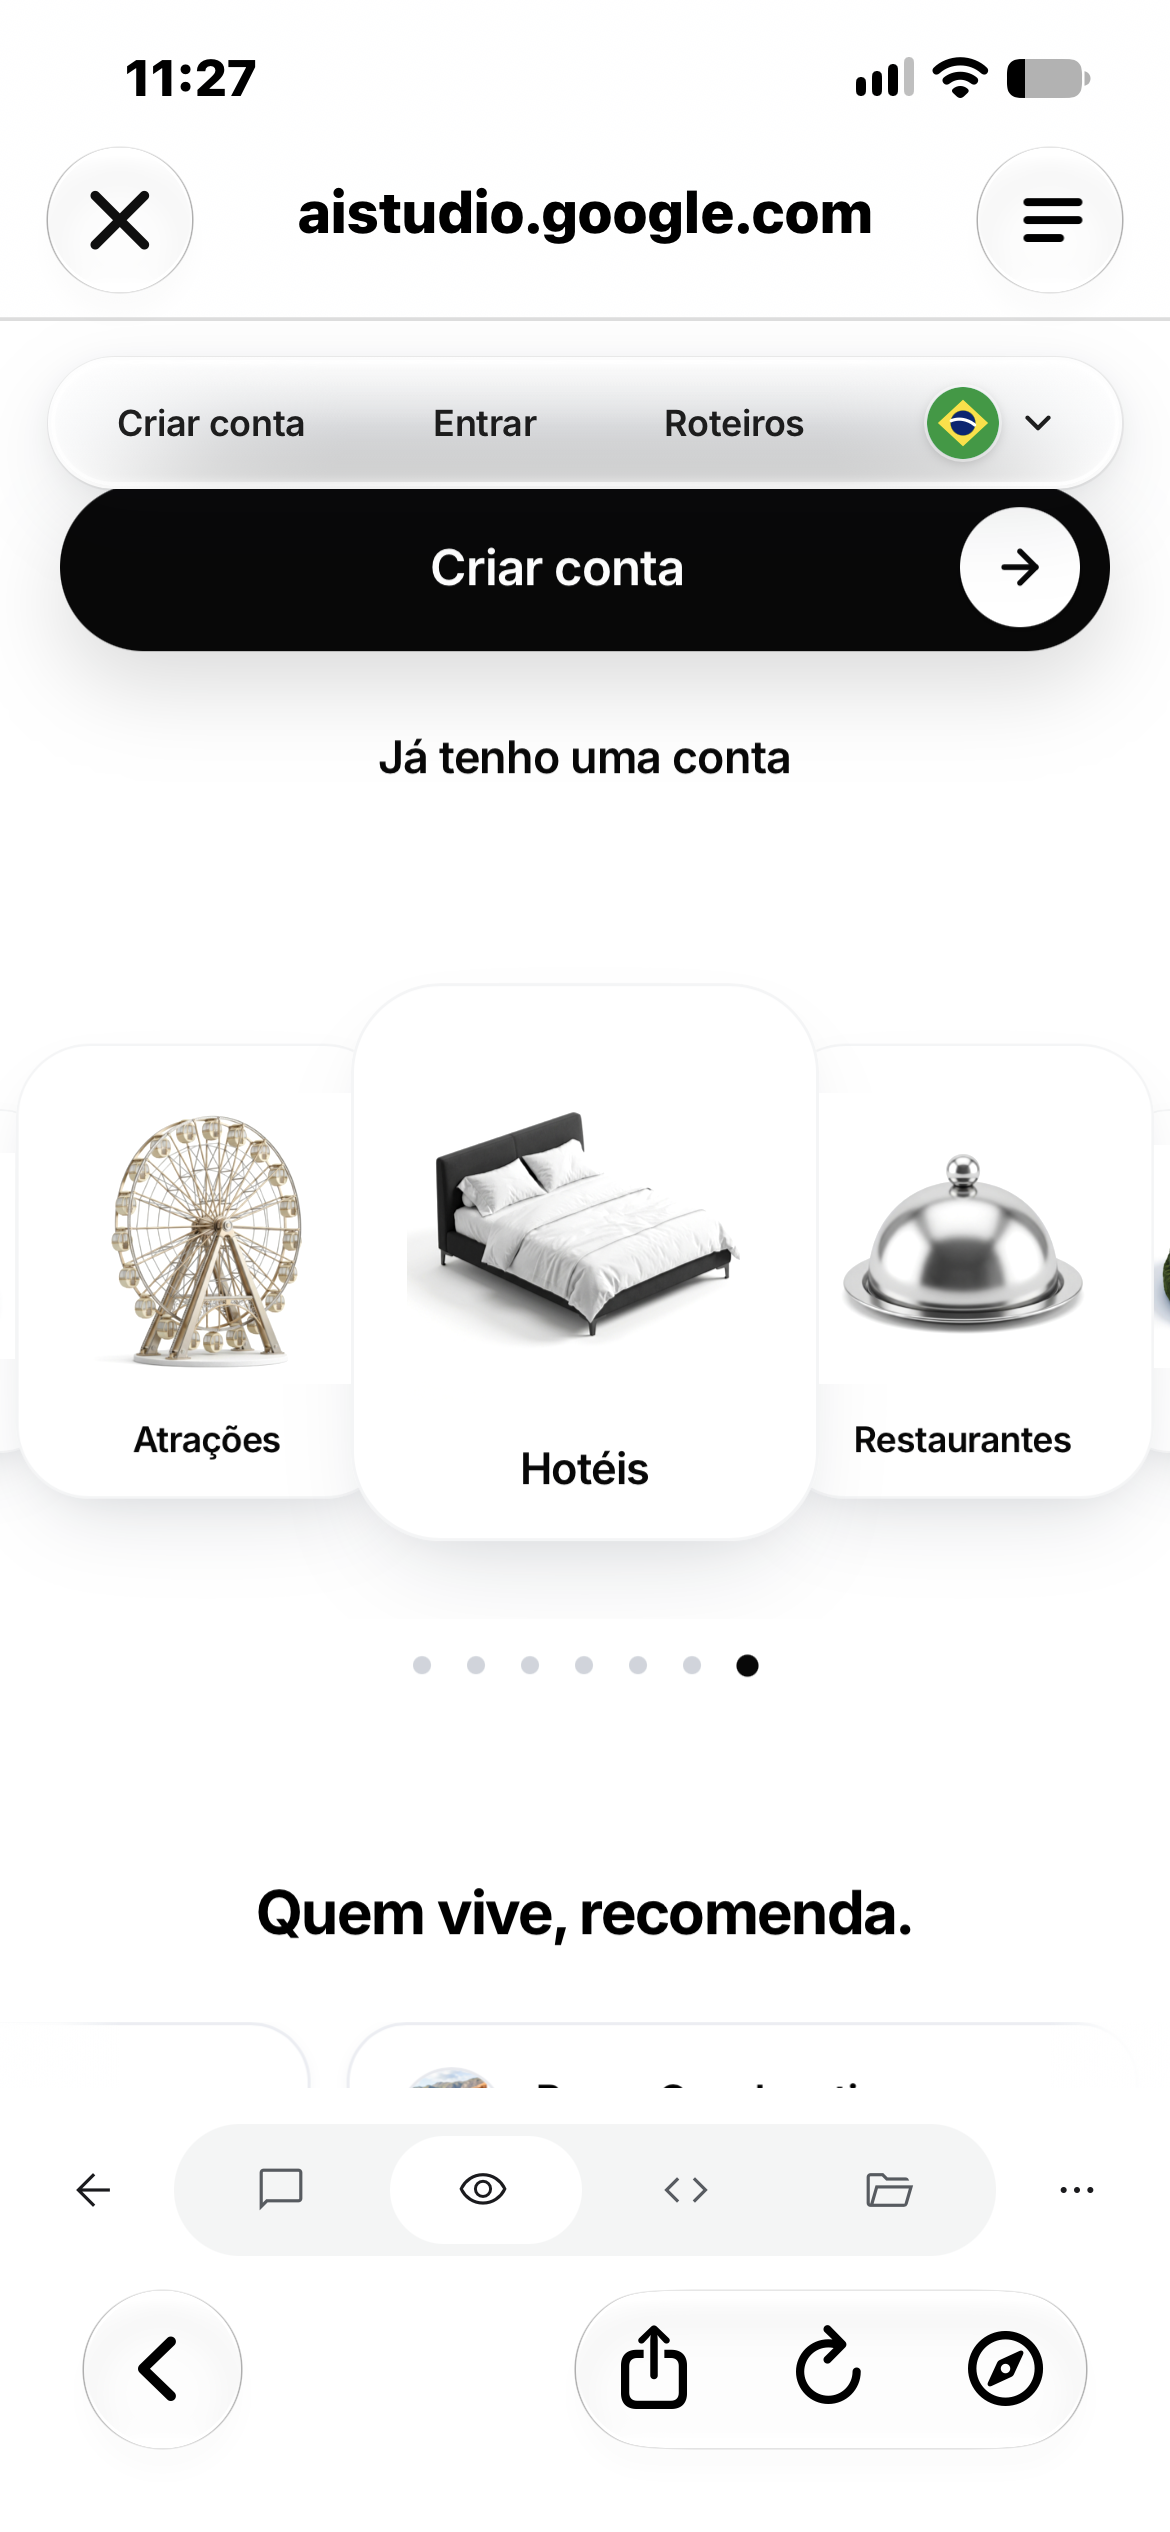 11:27
aistudio.google.com
Criar conta Entrar Roteiros
Criar conta
Já tenho uma conta
Atrações
Hotéis
Restaurantes
Quem vive, recomenda.